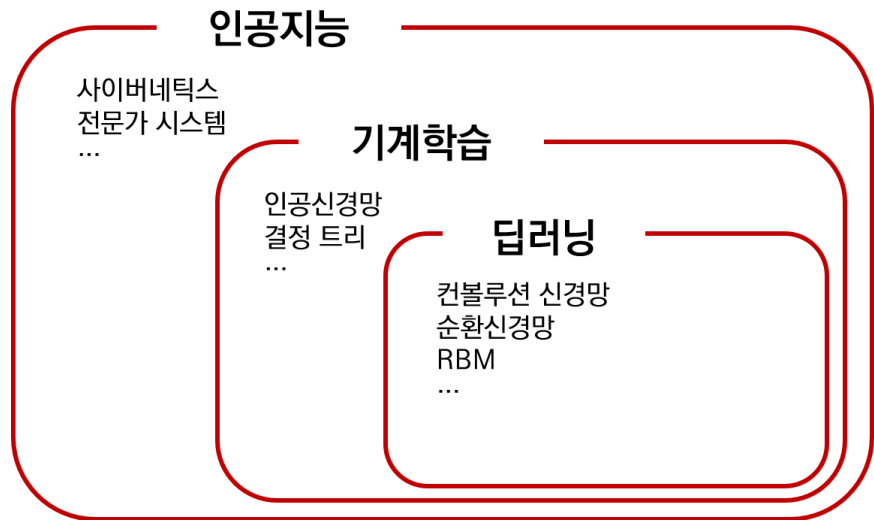 인공지능
사이버네틱스
전문가 시스템
...
기계학습
인공신경망
결정 트리
...
딥러닝
컨볼루션 신경망
순환신경망
RBM
...